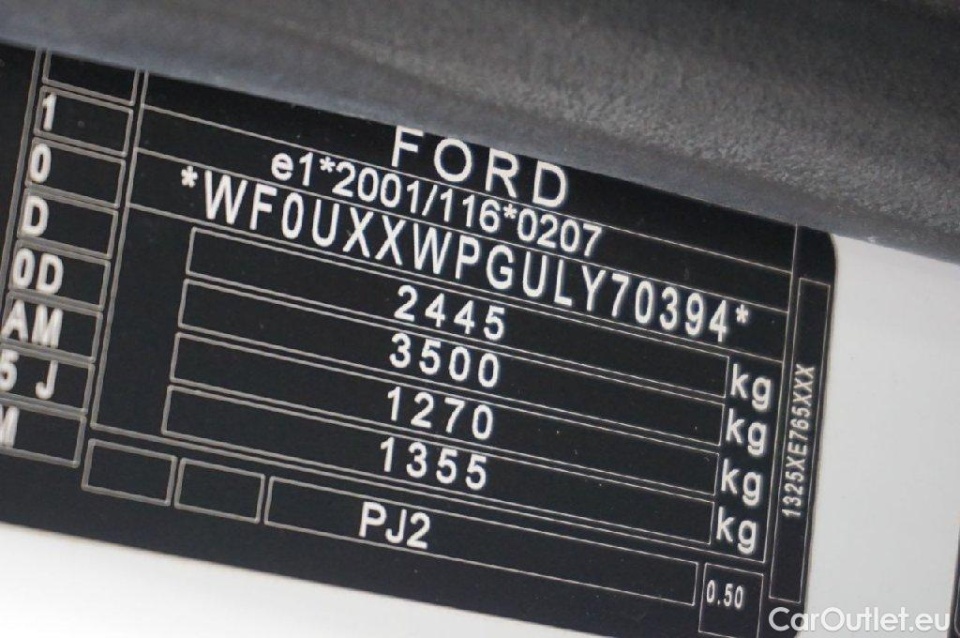 FORD
e1*2001/116*0207
*WF0UXXWPGULY70394*
2445 kg
3500 kg
1270 kg
1355 kg
PJ2
0.50
1
0
D
0D
AM
5 J
M
1325XE765XXX
CarOutlet.eu